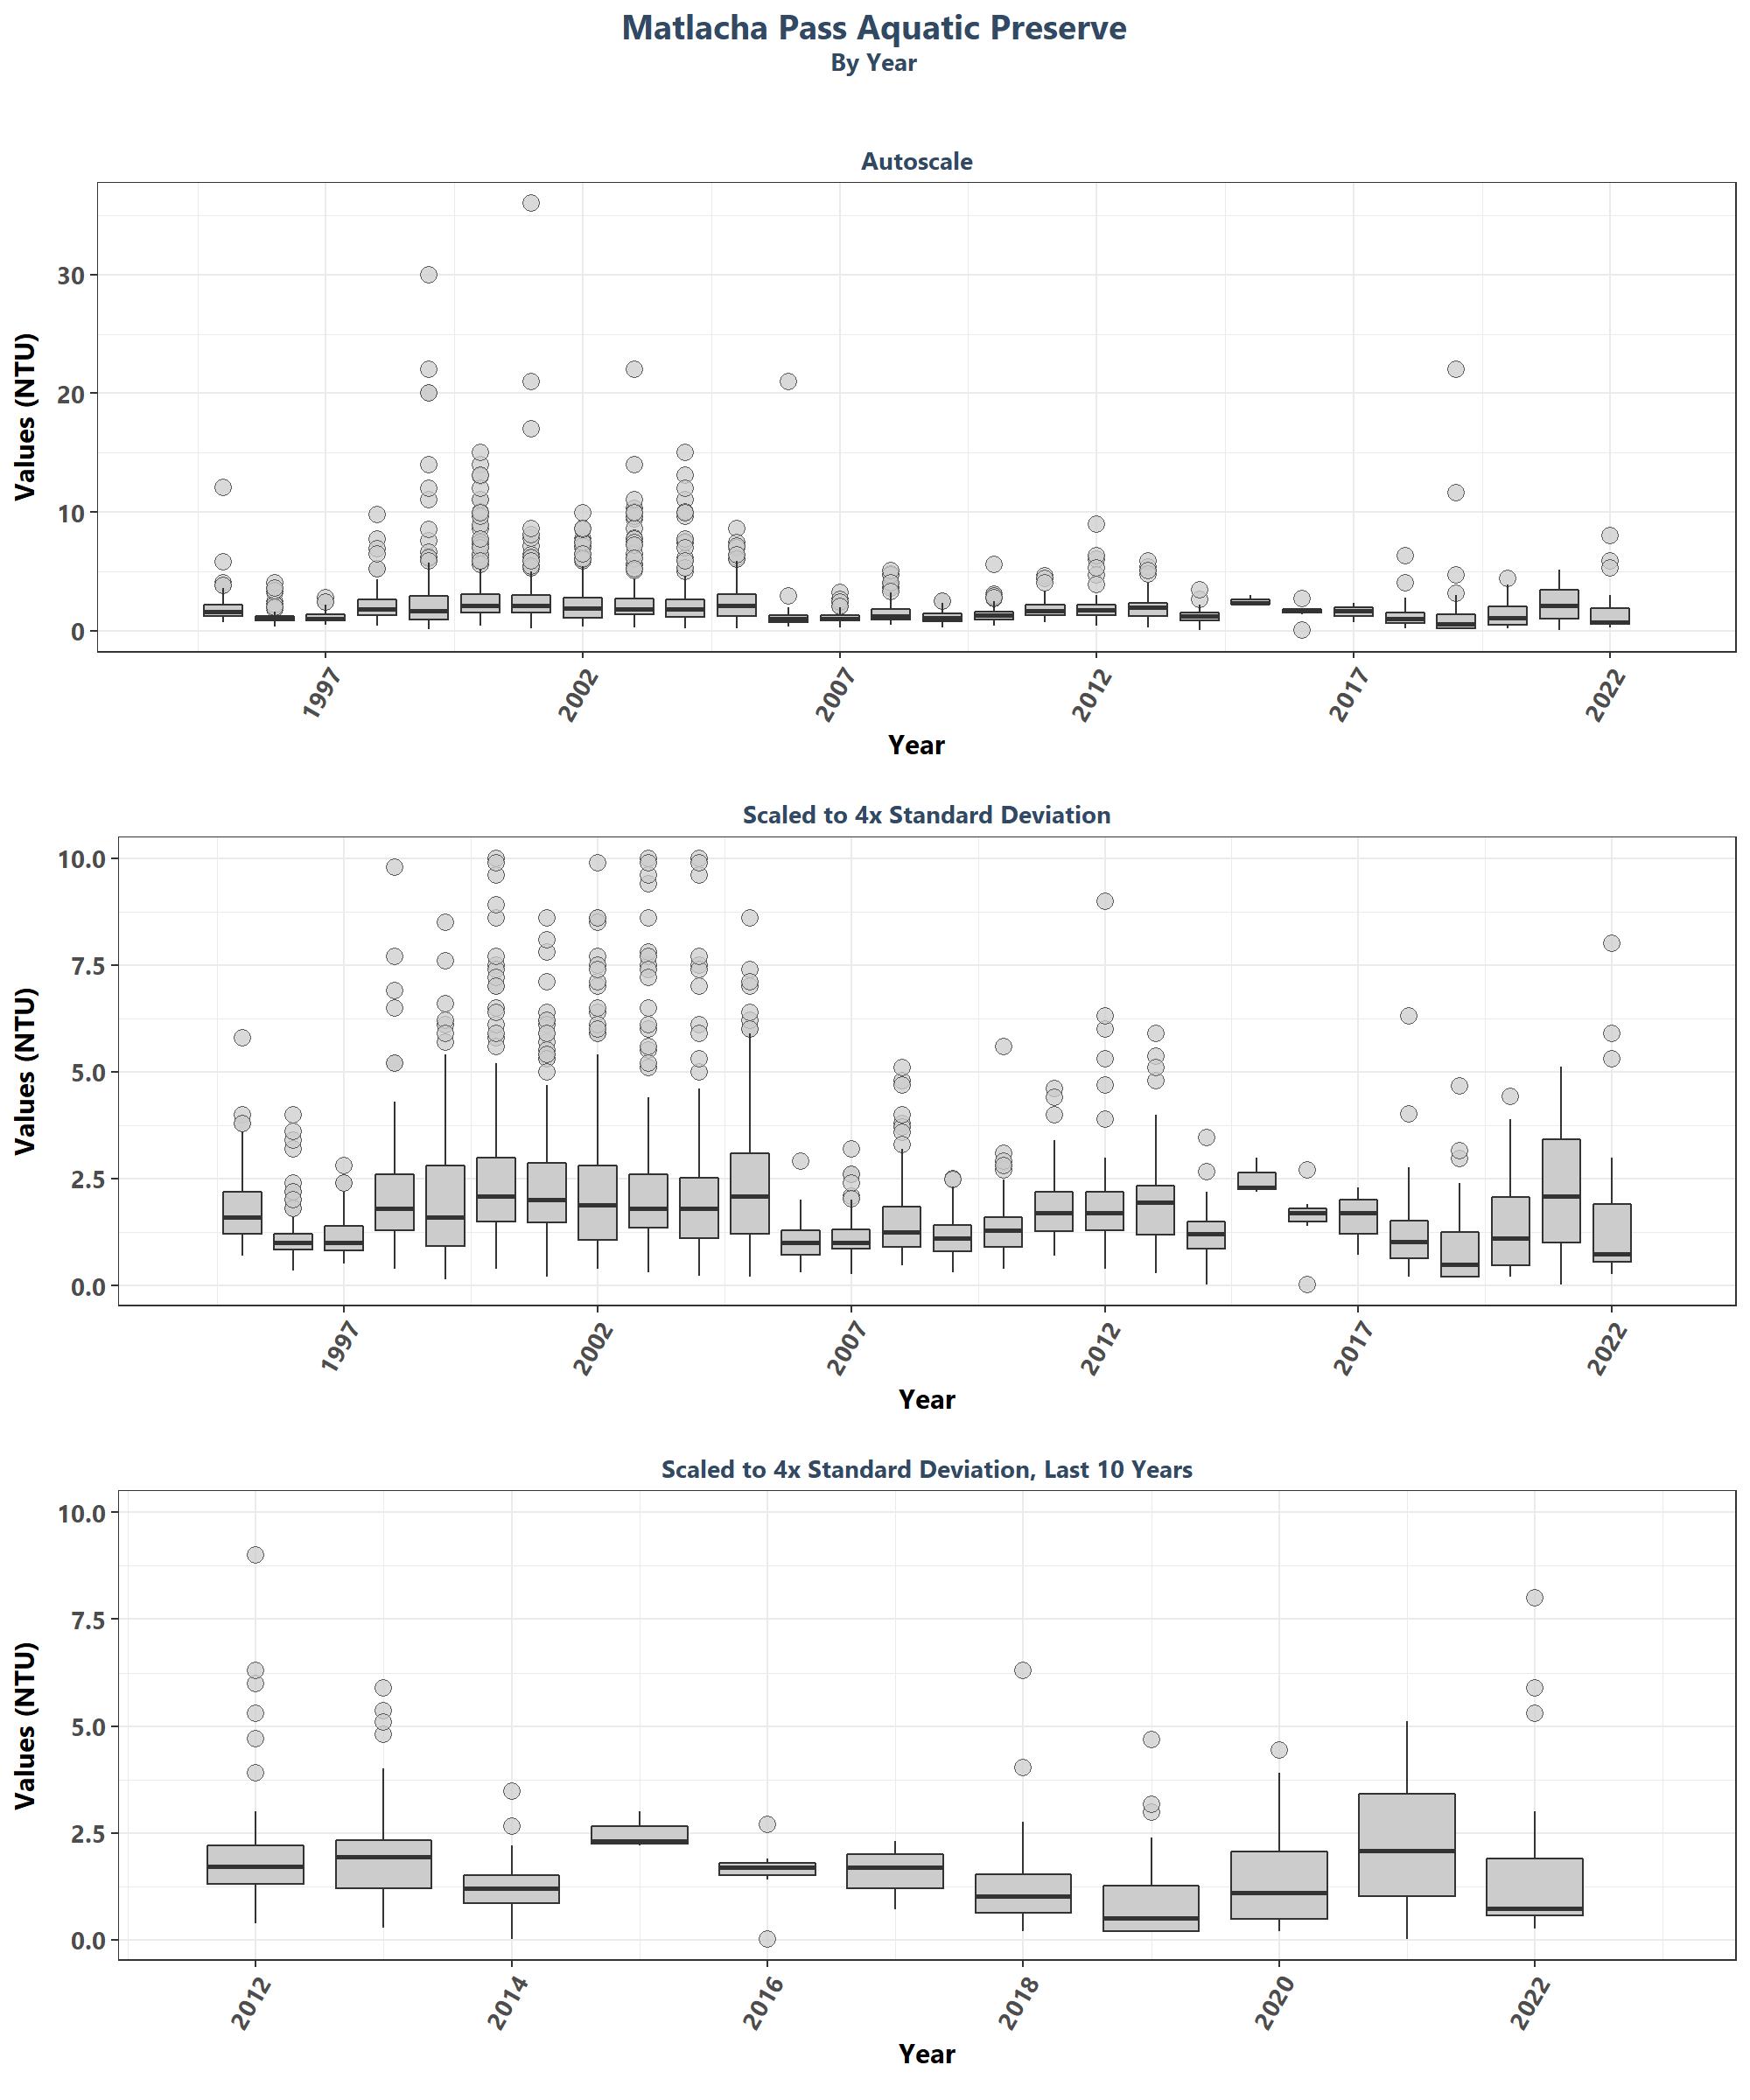 Matlacha Pass Aquatic Preserve
By Year
Autoscale
Values (NTU)
30
20
10
0
1997
2002
2007
2012
2017
2022
Year
Scaled to 4x Standard Deviation
Values (NTU)
10.0
7.5
5.0
2.5
0.0
1997
2002
2007
2012
2017
2022
Year
Scaled to 4x Standard Deviation, Last 10 Years
Values (NTU)
10.0
7.5
5.0
2.5
0.0
2012
2014
2016
2018
2020
2022
Year